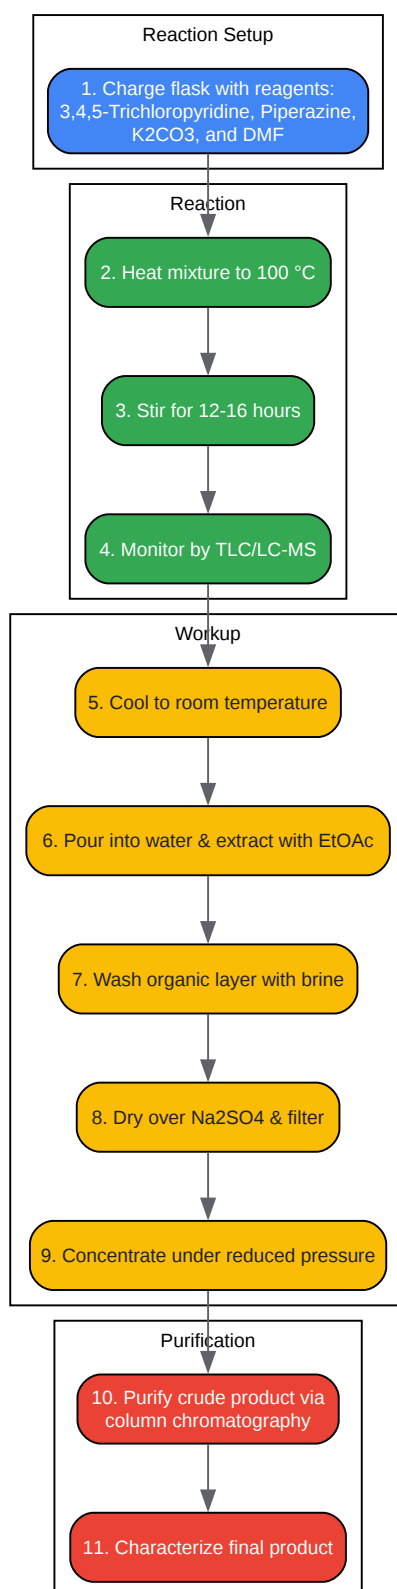 Reaction Setup
1. Charge flask with reagents:
3,4,5-Trichloropyridine, Piperazine,
K2CO3, and DMF
Reaction
2. Heat mixture to 100 °C
3. Stir for 12-16 hours
4. Monitor by TLC/LC-MS
Workup
5. Cool to room temperature
6. Pour into water & extract with EtOAc
7. Wash organic layer with brine
8. Dry over Na2SO4 & filter
9. Concentrate under reduced pressure
Purification
10. Purify crude product via
column chromatography
11. Characterize final product